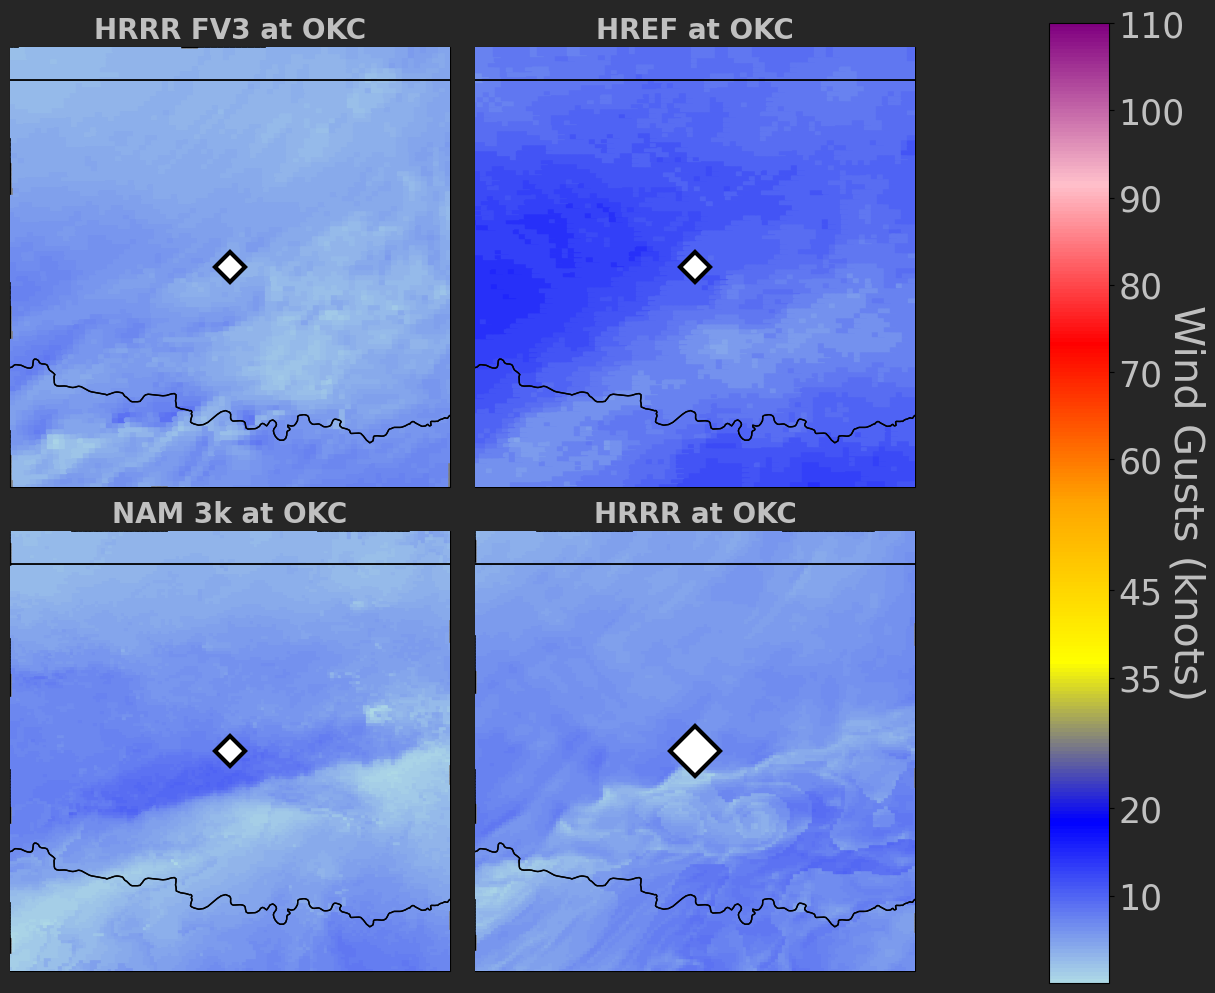 HRRR FV3 at OKC
HREF at OKC
NAM 3k at OKC
HRRR at OKC
110
100
90
80
70
60
45
35
20
10
Wind Gusts (knots)